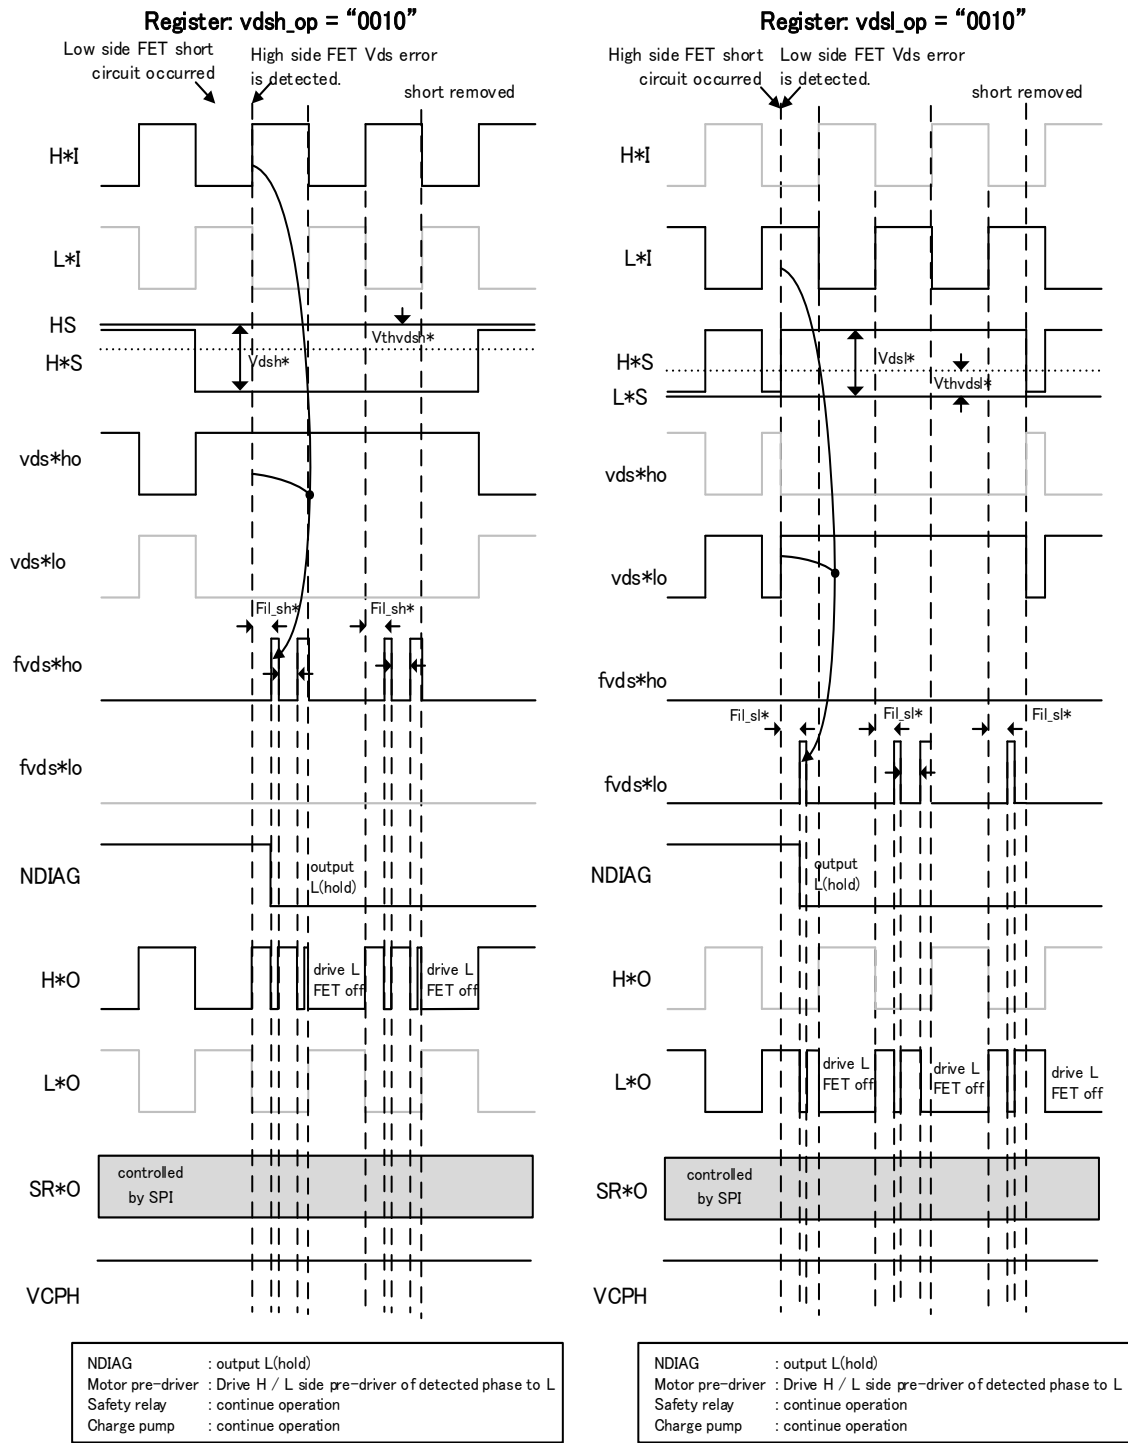 Register: vdsh_op = “0010”
Low side FET short
circuit occurred
High side FET Vds error
is detected.
short removed
H*I
L*I
HS
Vthvdsh*
H*S
Vdsh*
vds*ho
vds*lo
Fil_sh*
Fil_sh*
fvds*ho
fvds*lo
NDIAG
output
L(hold)
H*O
drive L
FET off
drive L
FET off
L*O
SR*O
controlled
by SPI
VCPH
NDIAG : output L(hold)
Motor pre-driver : Drive H / L side pre-driver of detected phase to L
Safety relay : continue operation
Charge pump : continue operation
Register: vdsl_op = “0010”
High side FET short
circuit occurred
Low side FET Vds error
is detected.
short removed
H*I
L*I
H*S
Vdsl*
Vthvdsl*
L*S
vds*ho
vds*lo
fvds*ho
Fil_sl*
Fil_sl*
Fil_sl*
fvds*lo
NDIAG
output
L(hold)
H*O
L*O
drive L
FET off
drive L
FET off
drive L
FET off
SR*O
controlled
by SPI
VCPH
NDIAG : output L(hold)
Motor pre-driver : Drive H / L side pre-driver of detected phase to L
Safety relay : continue operation
Charge pump : continue operation